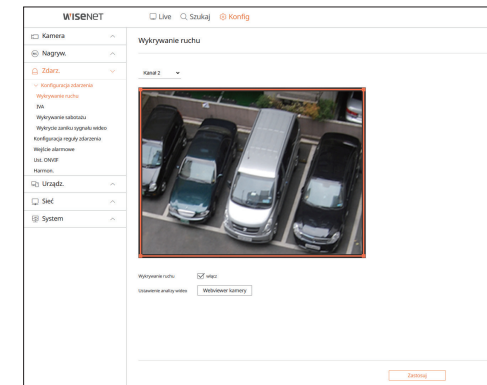 WISENET
Live Szukaj Konfig
Kamera
Nagryw.
Zdarz.
Konfiguracja zdarzenia
Wykrywanie ruchu
IVA
Wykrywanie sabotażu
Wykrycie zaniku sygnału wideo
Konfiguracja reguły zdarzenia
Wejście alarmowe
Ust. ONVIF
Harmon.
Urządz.
Sieć
System
Wykrywanie ruchu
Kanał 2
Wykrywanie ruchu włącz
Ustawienie analizy wideo Webviewer kamery
Zastosuj